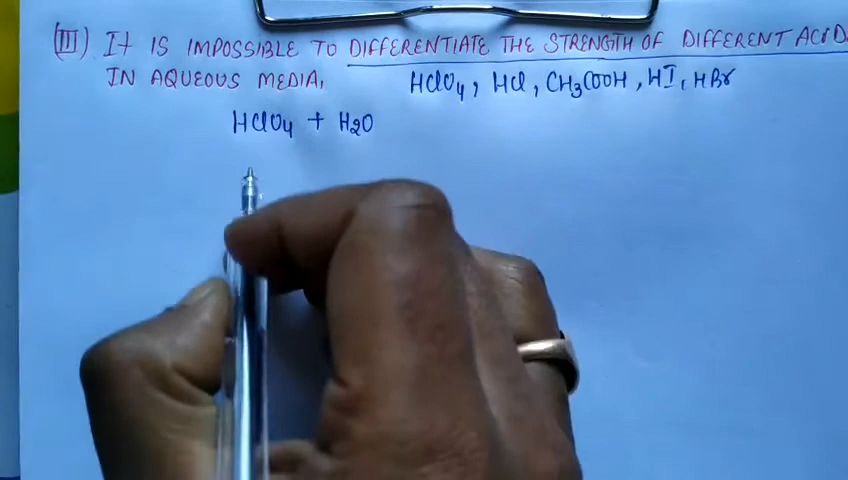 (III) It IS IMPOSSIBLE TO DIFFERENTIATE THE STRENGTH OF DIFFERENT ACID
IN AQUEOUS MEDIA, HClO4, HCl, CH3COOH, HI, HBr
HClO4 + H2O